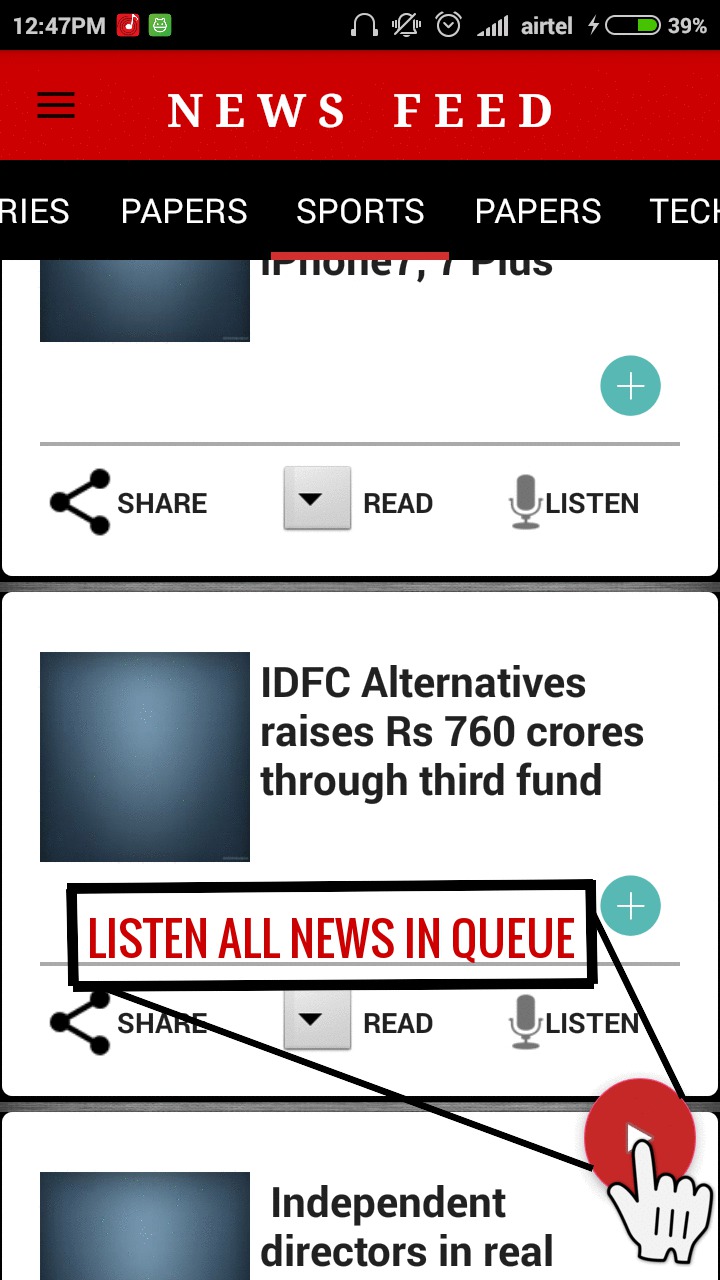 12:47PM airtel 39%
NEWS FEED
RIES PAPERS SPORTS PAPERS TECH
iPhone7, 7 Plus
SHARE READ LISTEN
IDFC Alternatives
raises Rs 760 crores
through third fund
LISTEN ALL NEWS IN QUEUE
SHARE READ LISTEN
Independent
directors in real